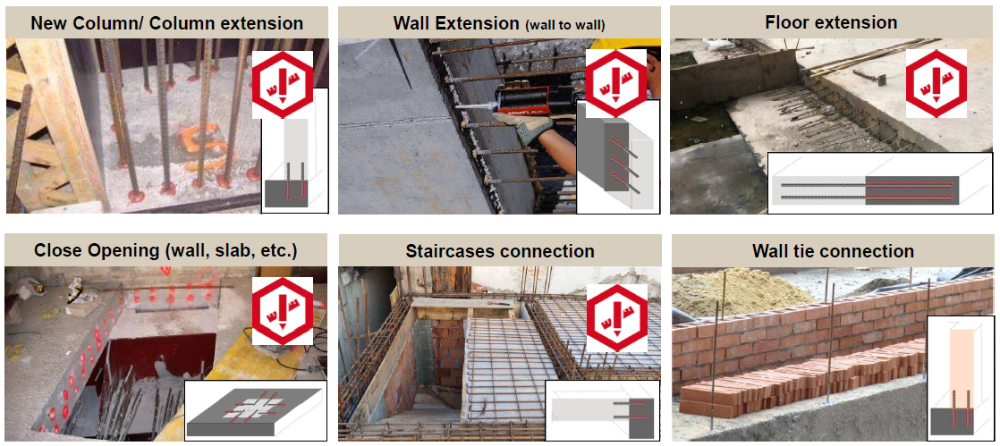 New Column/ Column extension
Wall Extension (wall to wall)
Floor extension
Close Opening (wall, slab, etc.)
Staircases connection
Wall tie connection